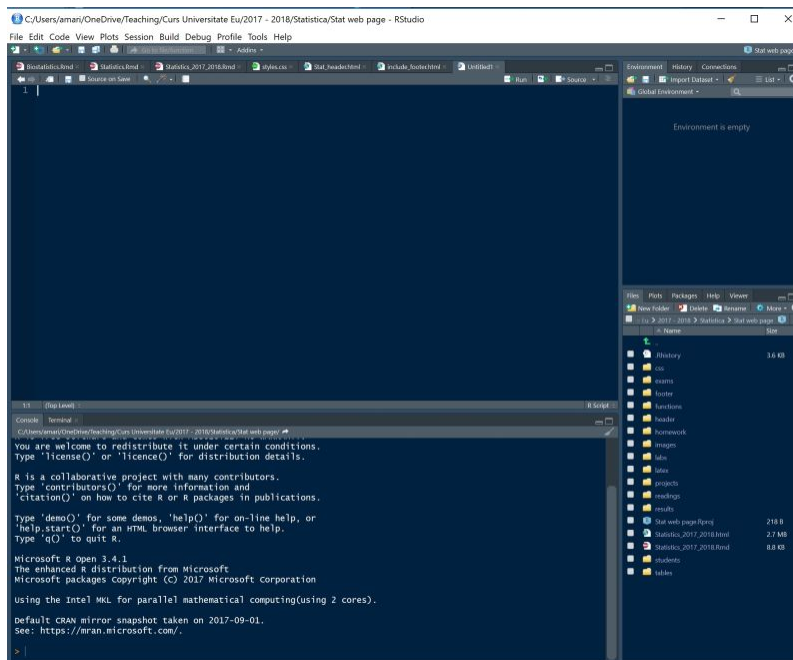 C:/Users/amari/OneDrive/Teaching/Curs Universitate Eu/2017 - 2018/Statistica/Stat web page - RStudio
File Edit Code View Plots Session Build Debug Profile Tools Help
Go to file/function Addins Stat web page
Biostatistics.Rmd Statistics.Rmd Statistics_2017_2018.Rmd styles.css Stat_header.html include_footer.html Untitled1
Source on Save Run Source
1
1:1 (Top Level) R Script
Console Terminal
C:/Users/amari/OneDrive/Teaching/Curs Universitate Eu/2017 - 2018/Statistica/Stat web page/
You are welcome to redistribute it under certain conditions.
Type 'license()' or 'licence()' for distribution details.
R is a collaborative project with many contributors.
Type 'contributors()' for more information and
'citation()' on how to cite R or R packages in publications.
Type 'demo()' for some demos, 'help()' for on-line help, or
'help.start()' for an HTML browser interface to help.
Type 'q()' to quit R.
Microsoft R Open 3.4.1
The enhanced R distribution from Microsoft
Microsoft packages Copyright (C) 2017 Microsoft Corporation
Using the Intel MKL for parallel mathematical computing(using 2 cores).
Default CRAN mirror snapshot taken on 2017-09-01.
See: https://mran.microsoft.com/.
>
Environment History Connections
Import Dataset List
Global Environment
Environment is empty
Files Plots Packages Help Viewer
New Folder Delete Rename More
Eu 2017 - 2018 Statistica Stat web page
Name Size
..
.Rhistory 3.6 KB
css
exams
footer
functions
header
homework
images
labs
latex
projects
readings
results
Stat web page.Rproj 218 B
Statistics_2017_2018.html 2.7 MB
Statistics_2017_2018.Rmd 8.8 KB
students
tables